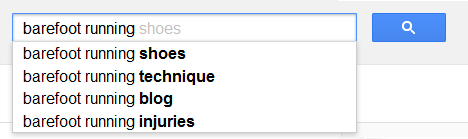 barefoot running shoes
barefoot running shoes
barefoot running technique
barefoot running blog
barefoot running injuries